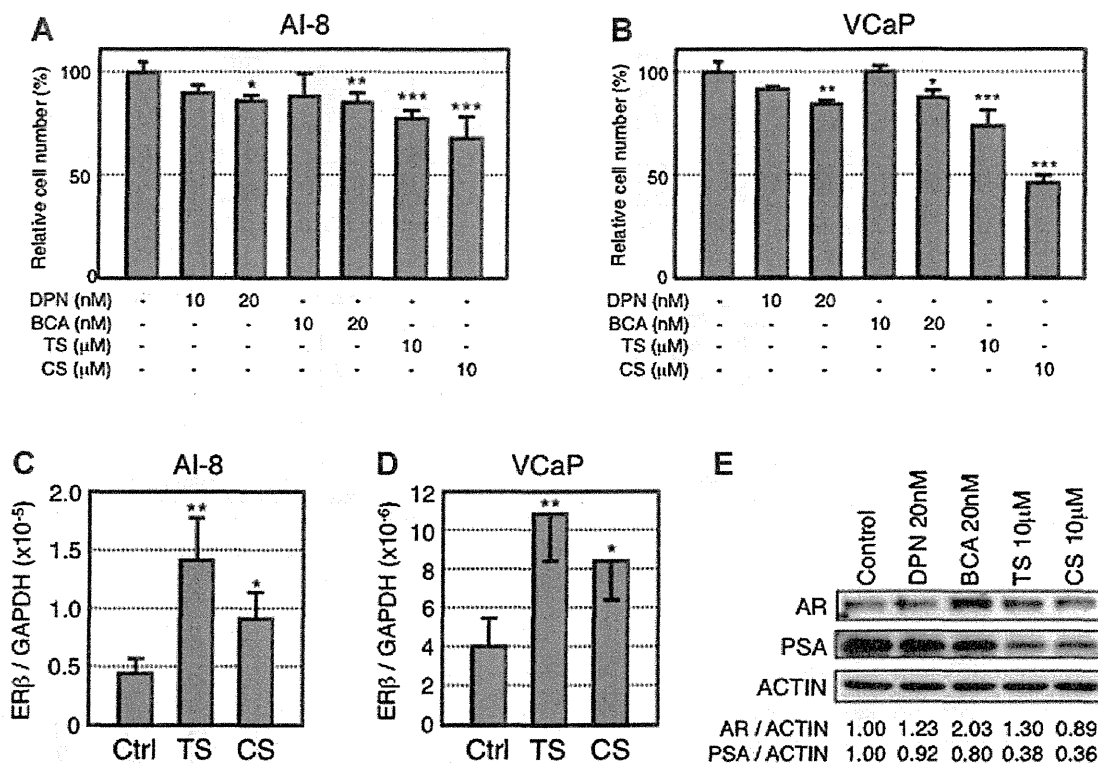 A
AI-8
Relative cell number (%)
100
50
0
* ** *** ***
DPN (nM) - 10 20 - - - -
BCA (nM) - - - 10 20 - -
TS (μM) - - - - - 10 -
CS (μM) - - - - - - 10
B
VCaP
Relative cell number (%)
100
50
0
** * *** ***
DPN (nM) - 10 20 - - - -
BCA (nM) - - - 10 20 - -
TS (μM) - - - - - 10 -
CS (μM) - - - - - - 10
C
AI-8
ERβ / GAPDH (x10-5)
2.0
1.5
1.0
0.5
0
** *
Ctrl TS CS
D
VCaP
ERβ / GAPDH (x10-6)
12
10
8
6
4
2
0
** *
Ctrl TS CS
E
Control
DPN 20nM
BCA 20nM
TS 10μM
CS 10μM
AR
PSA
ACTIN
AR / ACTIN 1.00 1.23 2.03 1.30 0.89
PSA / ACTIN 1.00 0.92 0.80 0.38 0.36